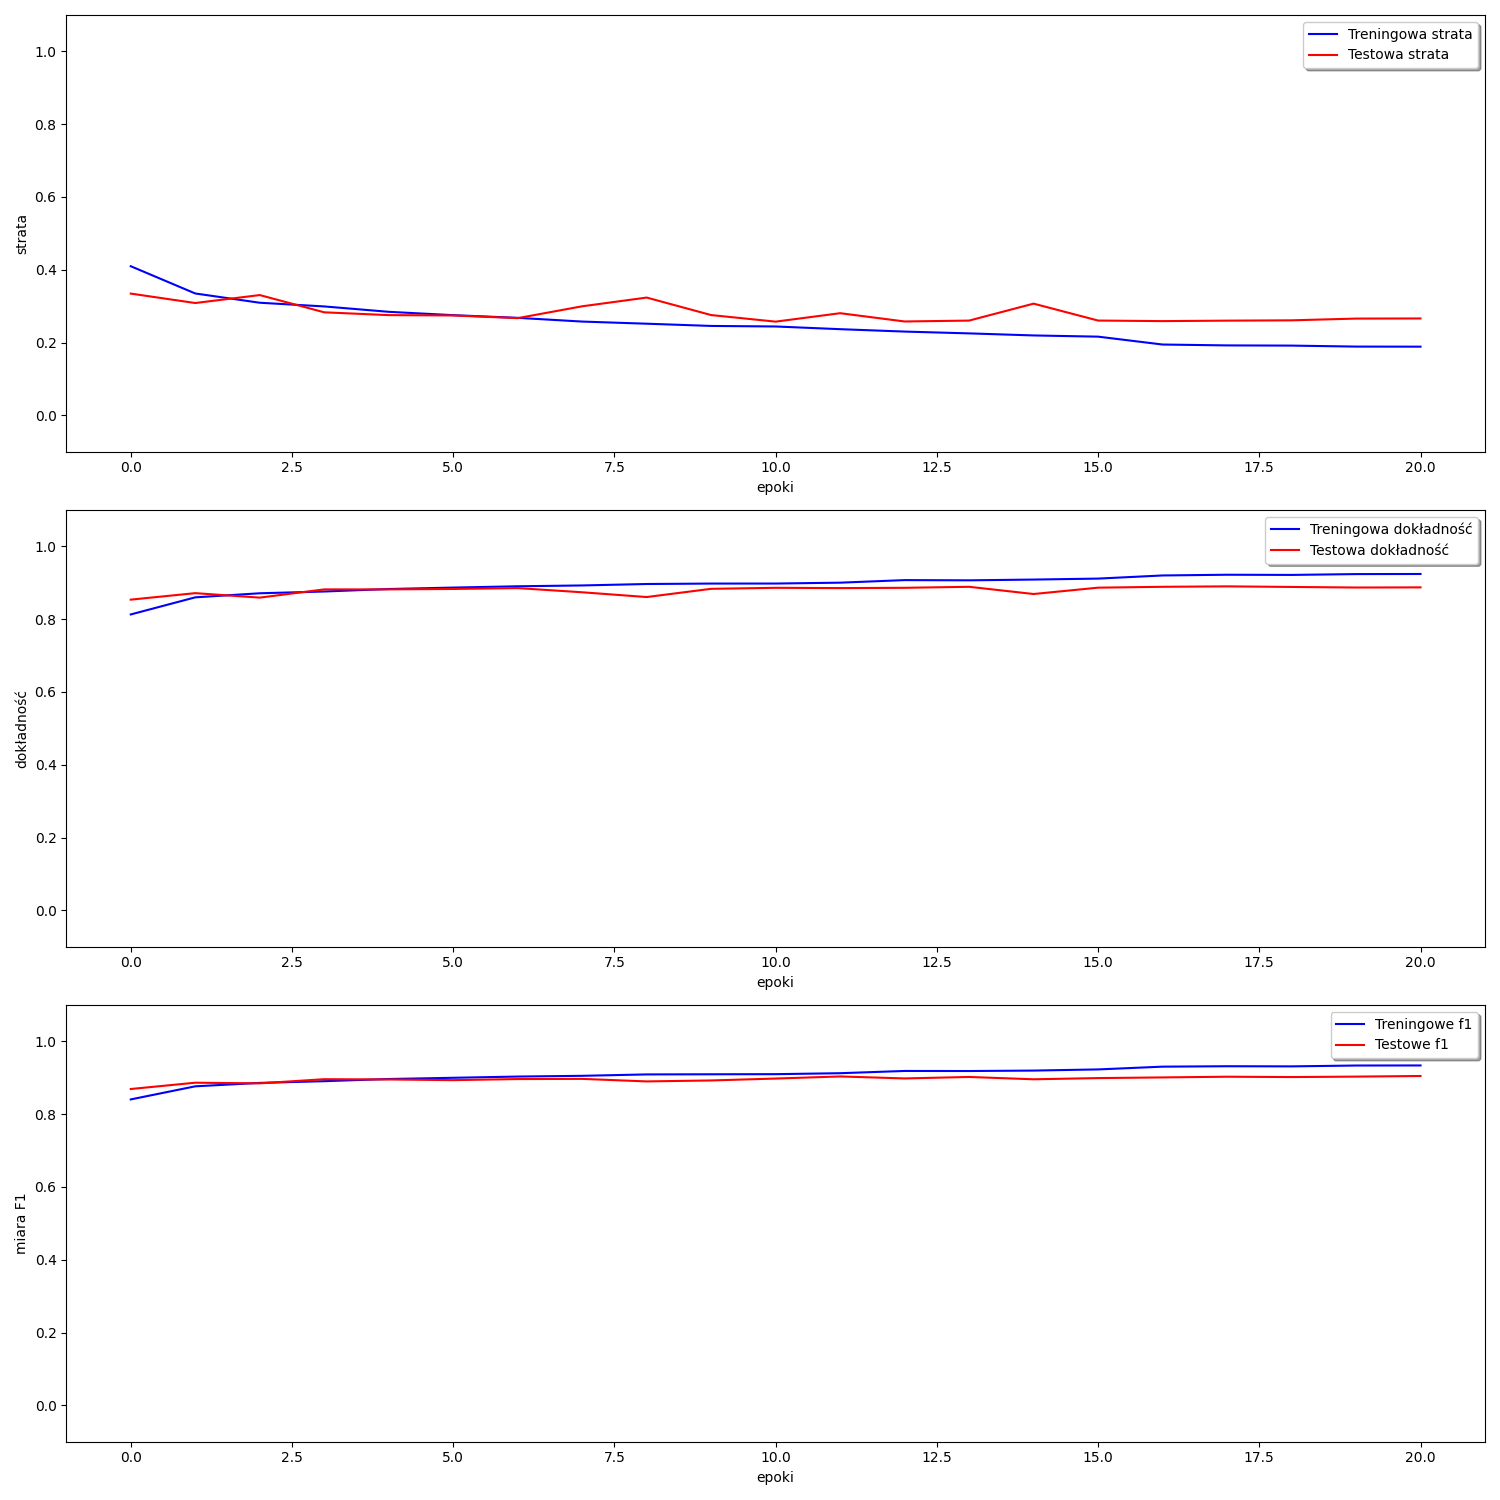 Treningowa strata
Testowa strata
1.0
0.8
0.6
0.4
0.2
0.0
strata
0.0 2.5 5.0 7.5 10.0 12.5 15.0 17.5 20.0
epoki
Treningowa dokładność
Testowa dokładność
1.0
0.8
0.6
0.4
0.2
0.0
dokładność
0.0 2.5 5.0 7.5 10.0 12.5 15.0 17.5 20.0
epoki
Treningowe f1
Testowe f1
1.0
0.8
0.6
0.4
0.2
0.0
miara F1
0.0 2.5 5.0 7.5 10.0 12.5 15.0 17.5 20.0
epoki